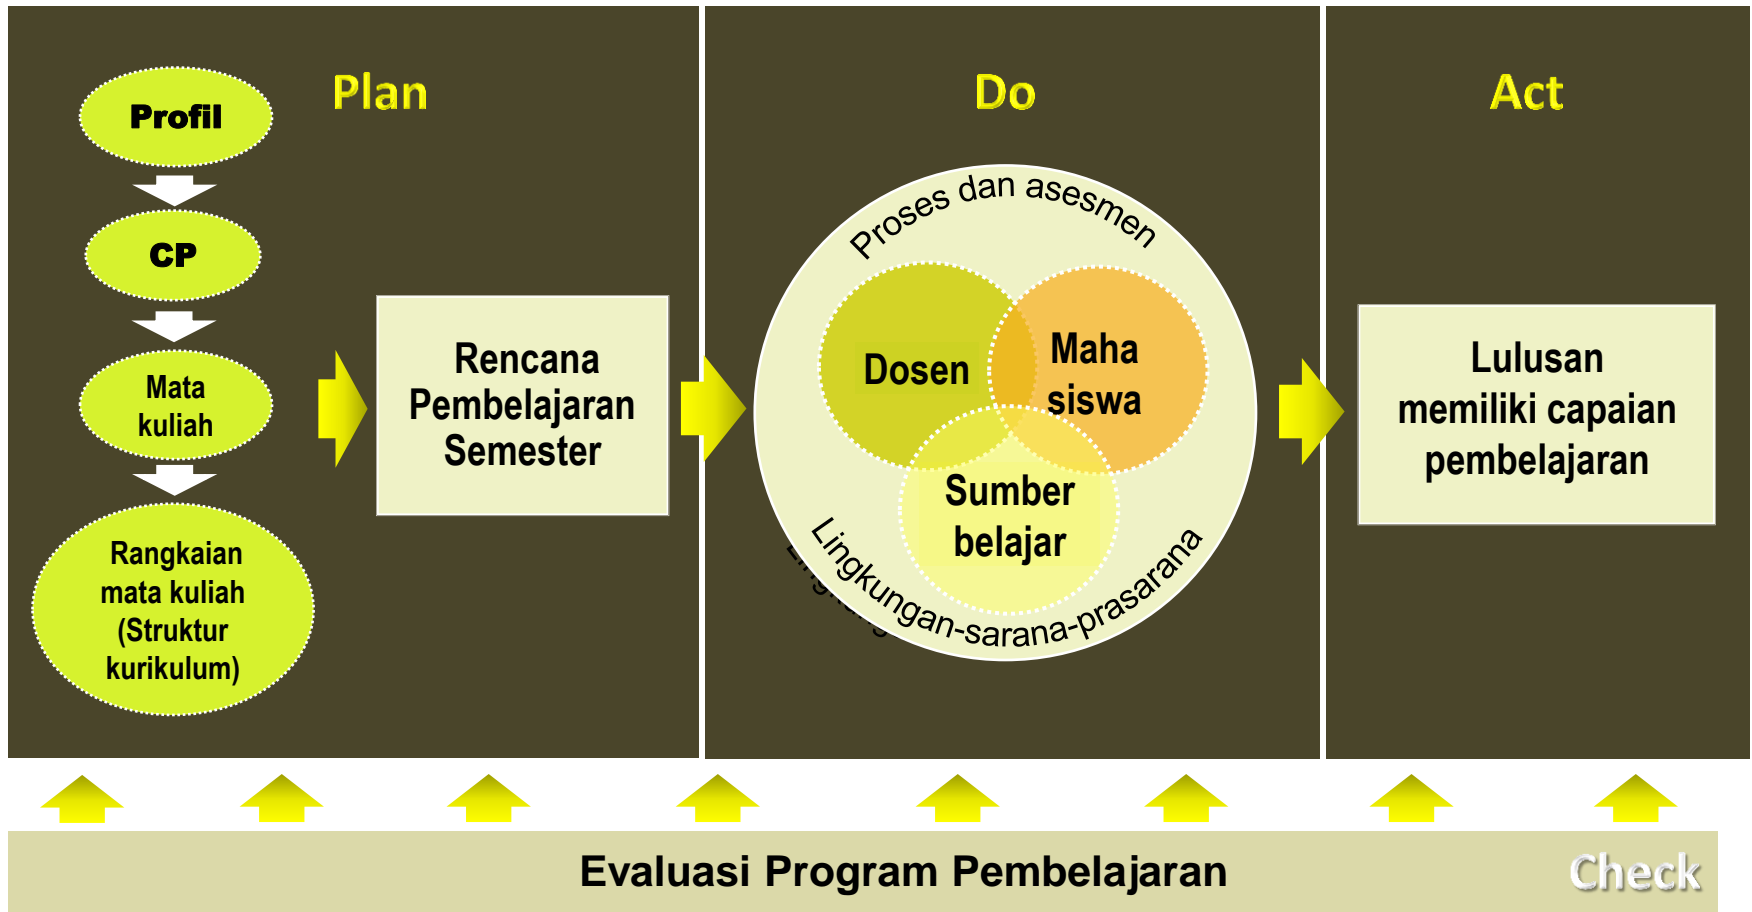 Plan
Profil
CP
Mata
kuliah
Rangkaian
mata kuliah
(Struktur
kurikulum)
Rencana
Pembelajaran
Semester
Do
Proses dan asesmen
Dosen
Maha
siswa
Sumber
belajar
Lingkungan-sarana-prasarana
Act
Lulusan
memiliki capaian
pembelajaran
Evaluasi Program Pembelajaran
Check